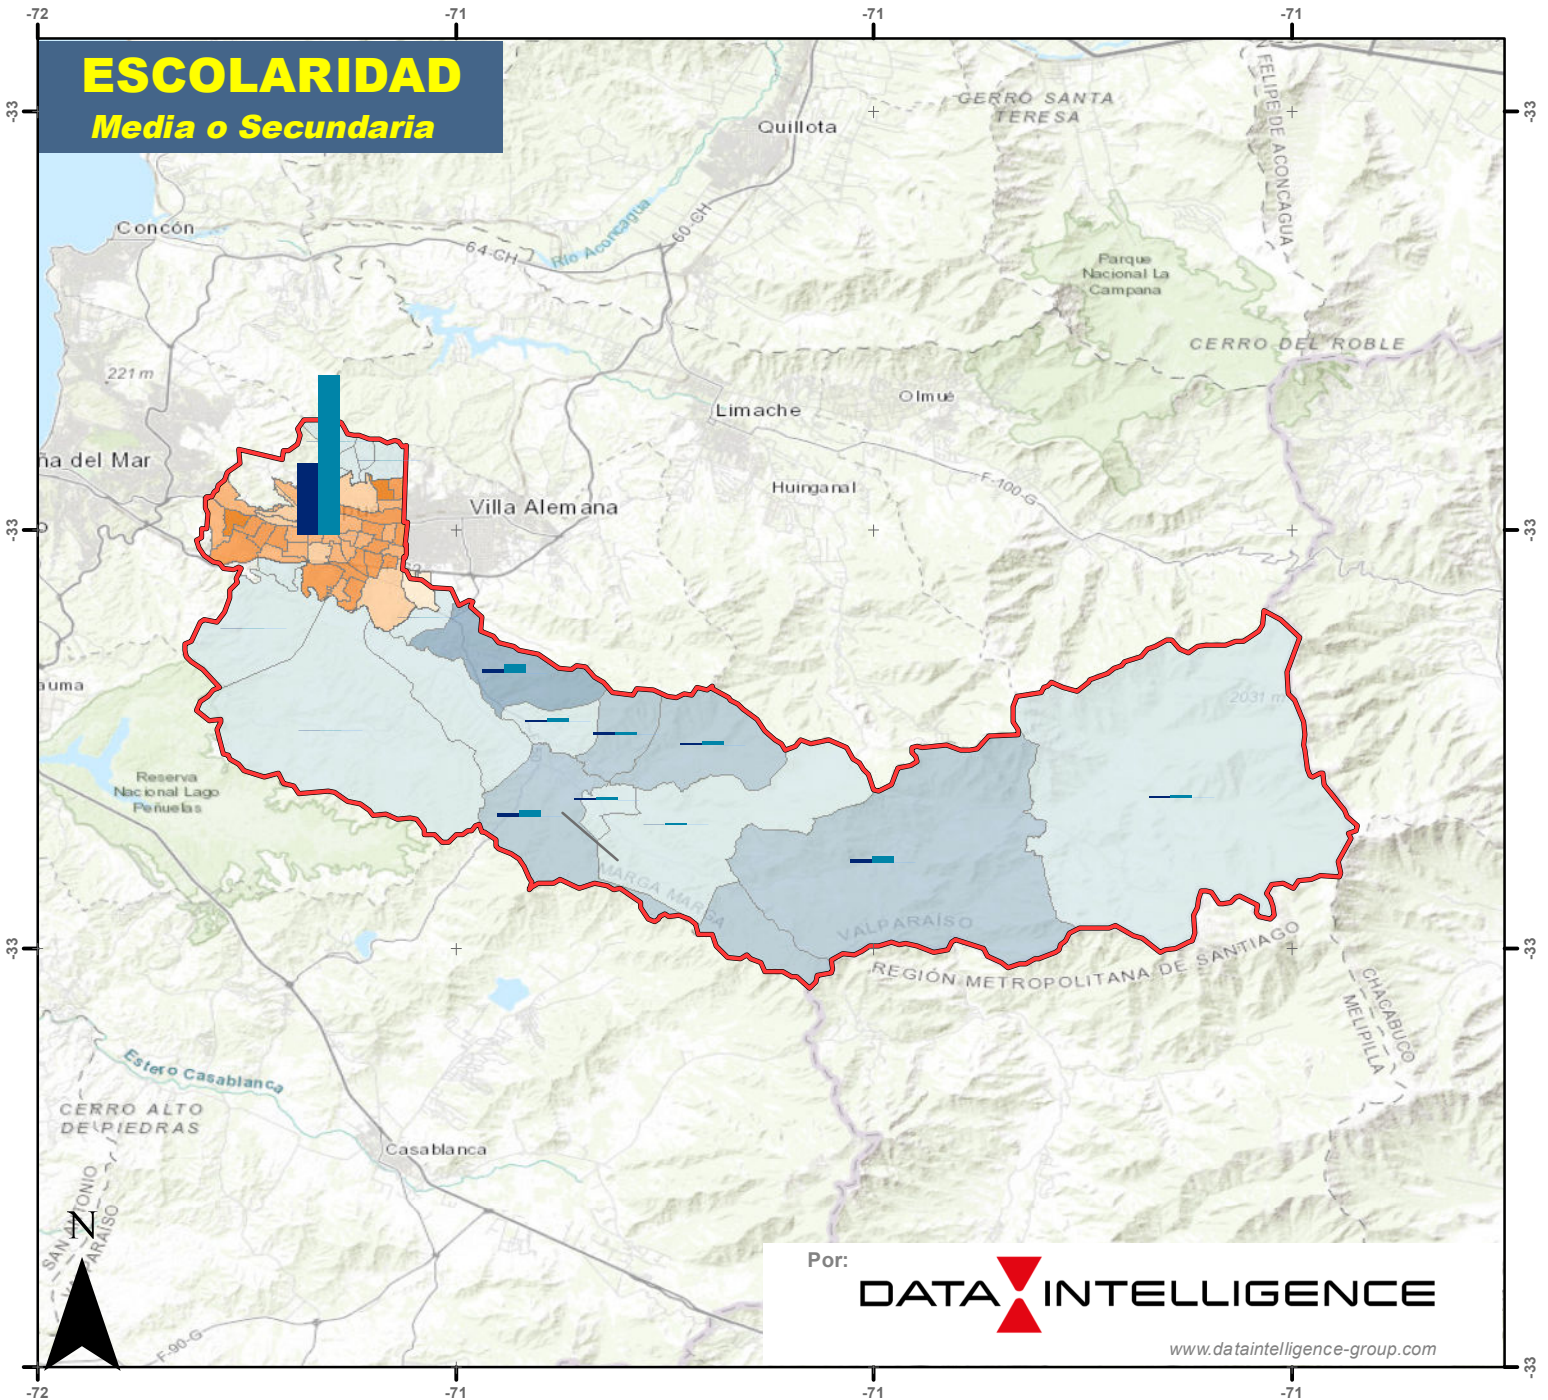 -72
-71
-71
-71
ESCOLARIDAD
Media o Secundaria
-33
-33
CERRO SANTA
TERESA
FELIPE DE ACONCAGUA
Quillota
Concón
64-CH
Río Aconcagua
60-CH
Parque
Nacional La
Campana
CERRO DEL ROBLE
221 m
Olmué
Limache
ña del Mar
Huinganal
F-100-G
Villa Alemana
-33
-33
auma
2031 m
Reserva
Nacional Lago
Peñuelas
MARGA MARGA
VALPARAÍSO
-33
-33
REGIÓN METROPOLITANA DE SANTIAGO
CHACABUCO
MELIPILLA
Estero Casablanca
CERRO ALTO
DE PIEDRAS
Casablanca
SAN ANTONIO
PARAÍSO
N
F-90-G
Por:
DATA INTELLIGENCE
www.dataintelligence-group.com
-33
-33
-72
-71
-71
-71